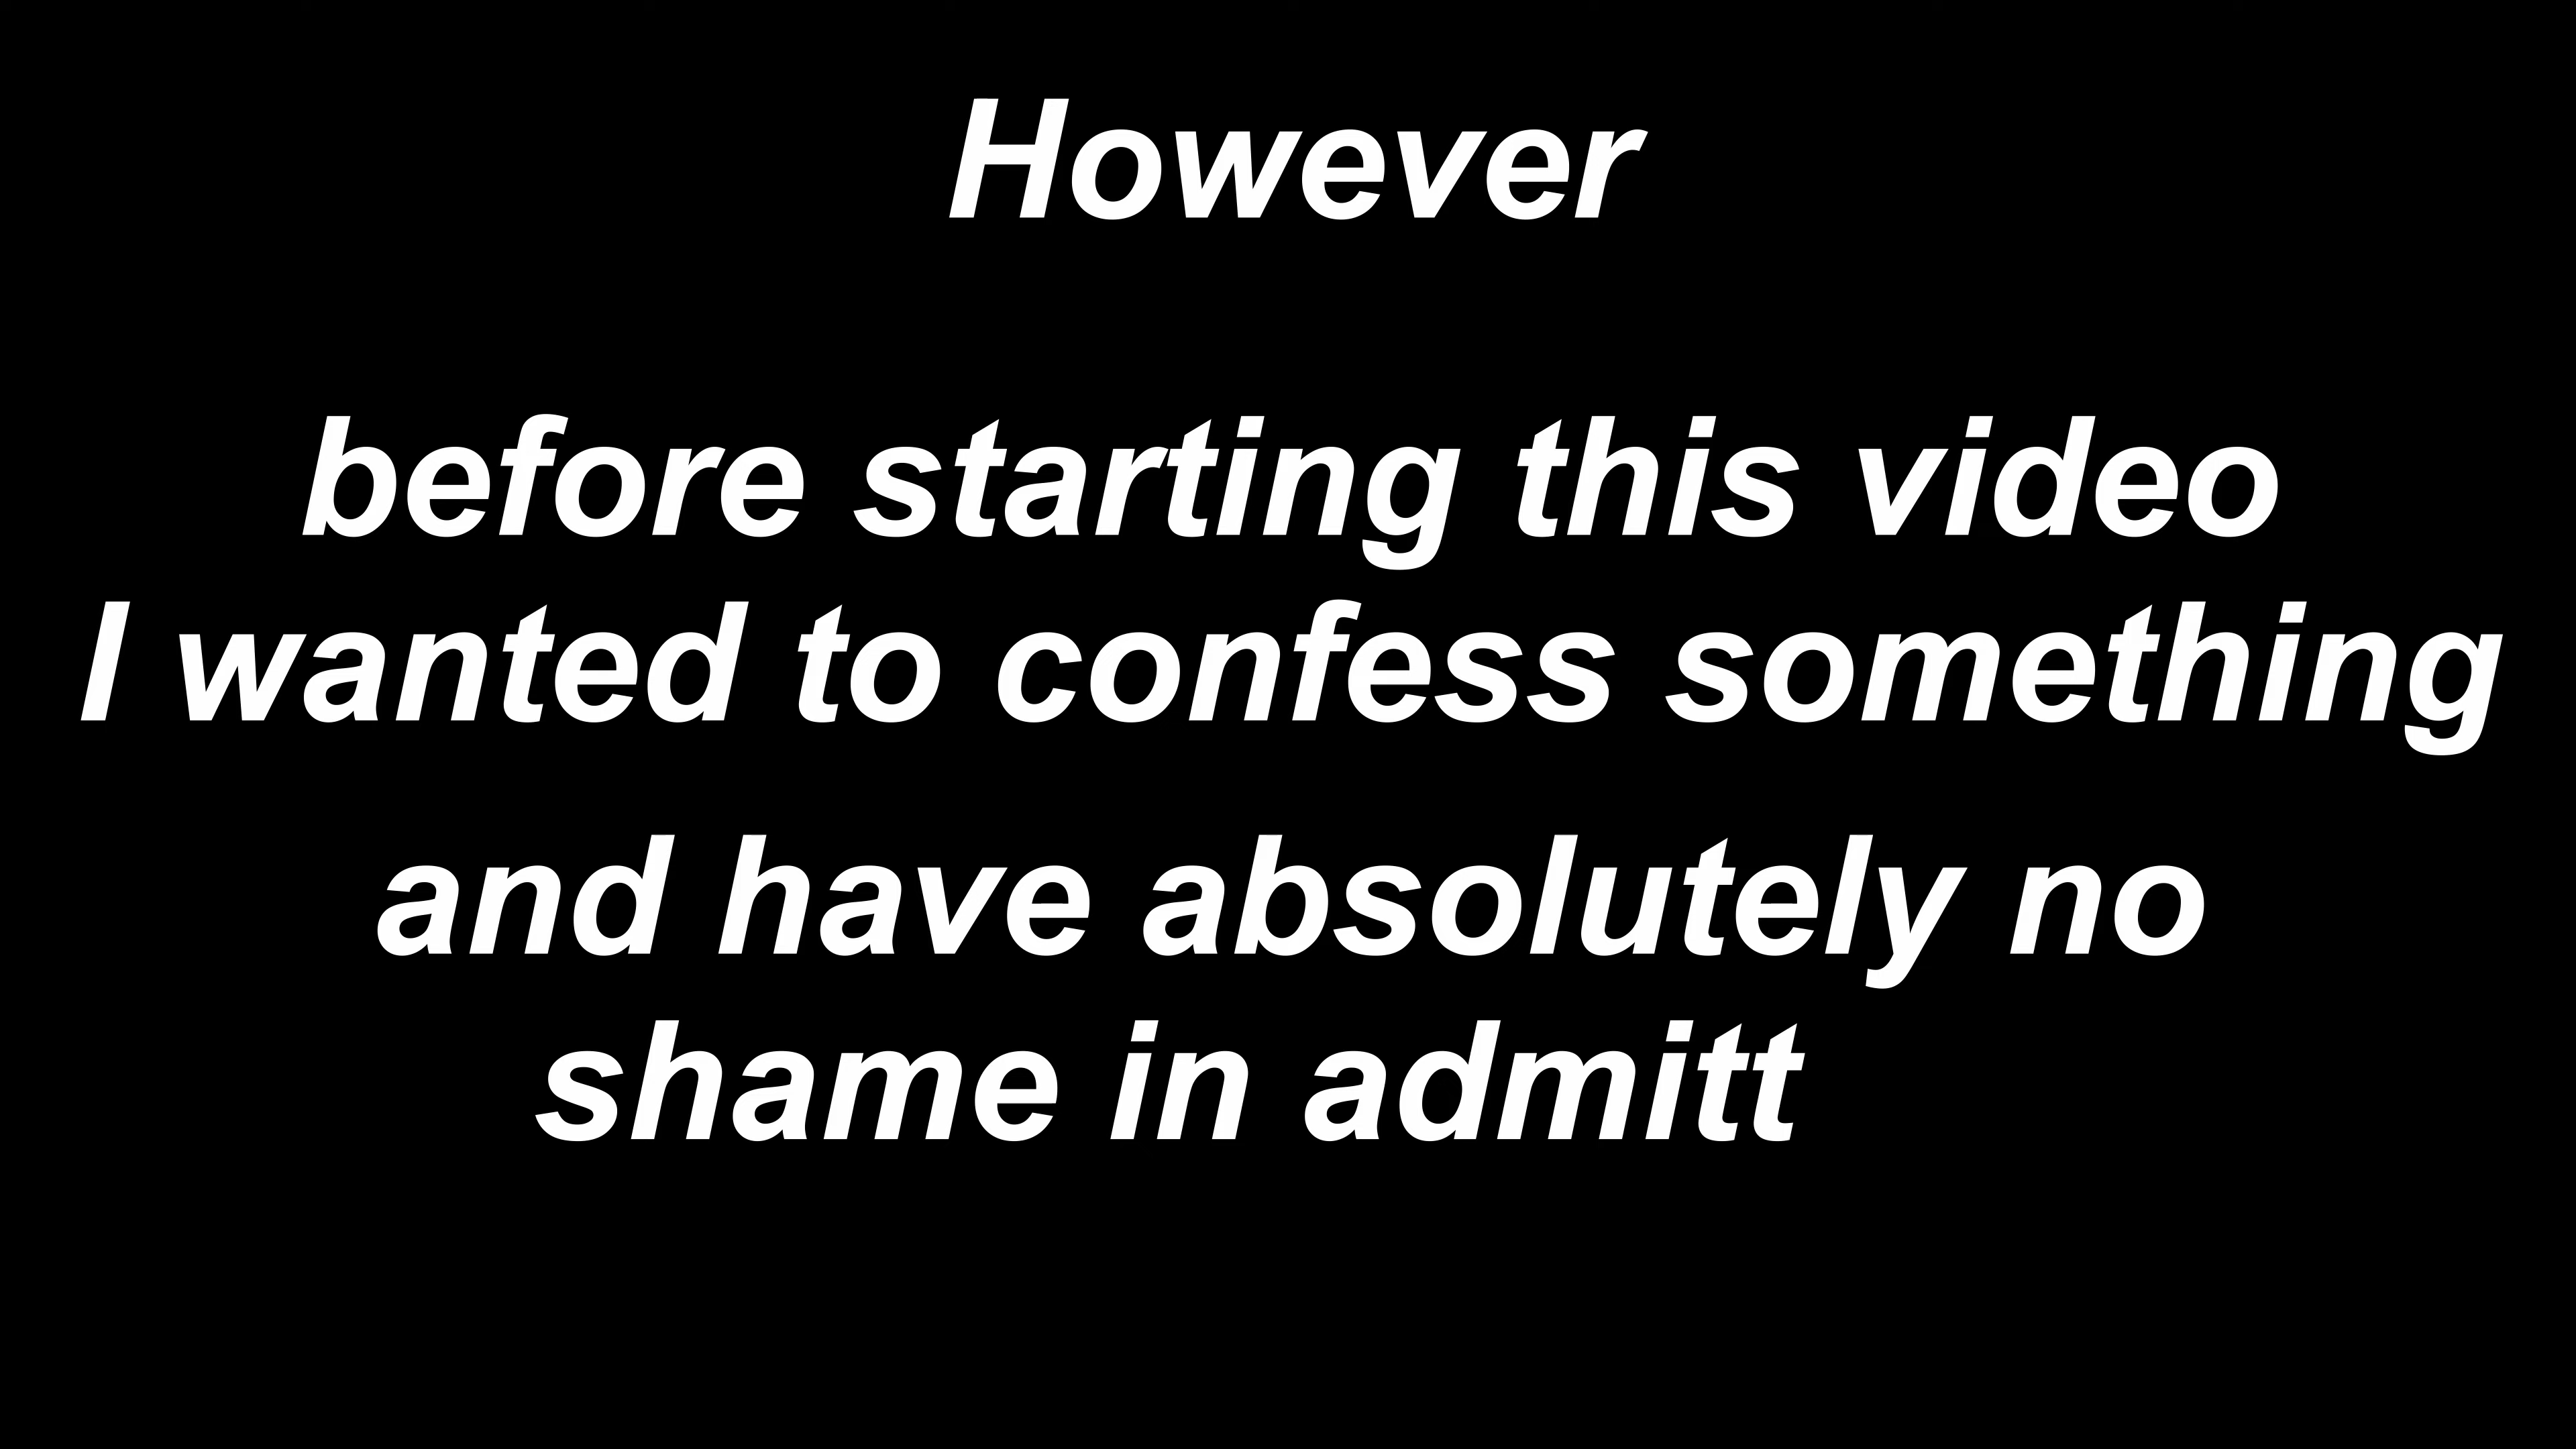 However
before starting this video
I wanted to confess something
and have absolutely no
shame in admitt